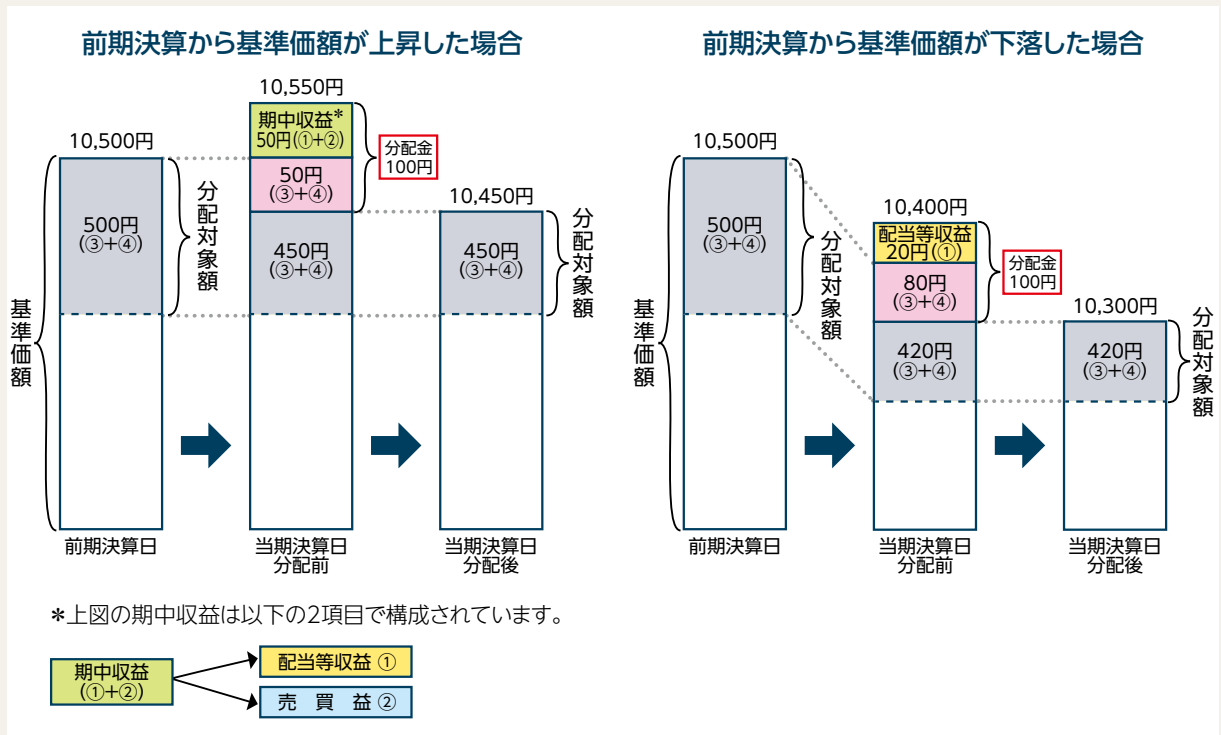 前期決算から基準価額が上昇した場合
10,550円
期中収益*
50円(①+②)
10,500円
分配金
100円
50円
(③+④)
10,450円
500円
(③+④)
分配対象額
450円
(③+④)
450円
(③+④)
分配対象額
基準価額
前期決算日
当期決算日
分配前
当期決算日
分配後
前期決算から基準価額が下落した場合
10,500円
10,400円
500円
(③+④)
分配対象額
配当等収益
20円(①)
分配金
100円
80円
(③+④)
10,300円
420円
(③+④)
420円
(③+④)
分配対象額
基準価額
前期決算日
当期決算日
分配前
当期決算日
分配後
*上図の期中収益は以下の2項目で構成されています。
期中収益
(①+②)
配当等収益 ①
売 買 益 ②